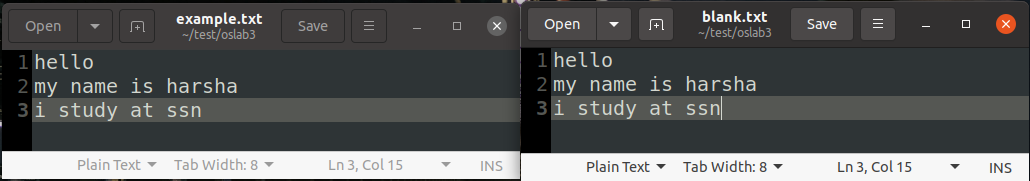 Open example.txt ~/test/oslab3 Save
1 hello
2 my name is harsha
3 i study at ssn
Plain Text Tab Width: 8 Ln 3, Col 15 INS
Open blank.txt ~/test/oslab3 Save
1 hello
2 my name is harsha
3 i study at ssn
Plain Text Tab Width: 8 Ln 3, Col 15 INS